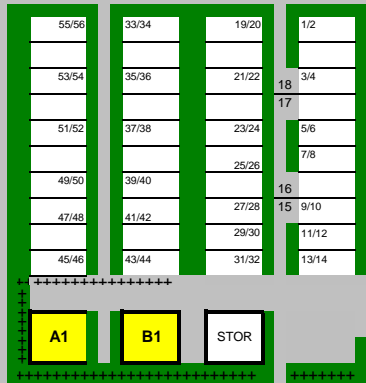 55/56 33/34 19/20 1/2
53/54 35/36 21/22 18 3/4
17
51/52 37/38 23/24 5/6
7/8
25/26
49/50 39/40 16
27/28 15 9/10
47/48 41/42
29/30 11/12
45/46 43/44 31/32 13/14
A1 B1 STOR